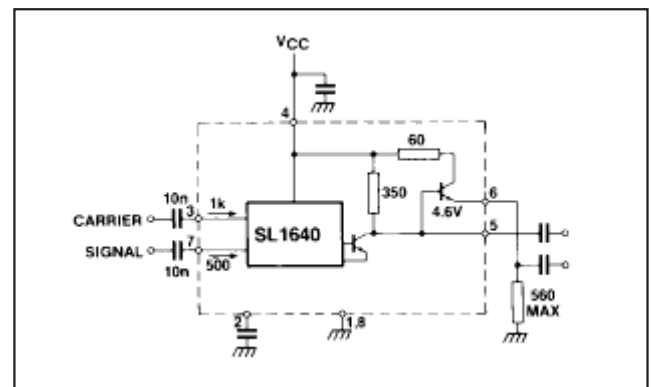 VCC
4
60
350
6
4.6V
10n
3
1k
CARRIER
SL1640
5
SIGNAL
7
10n
500
2
1,8
560
MAX